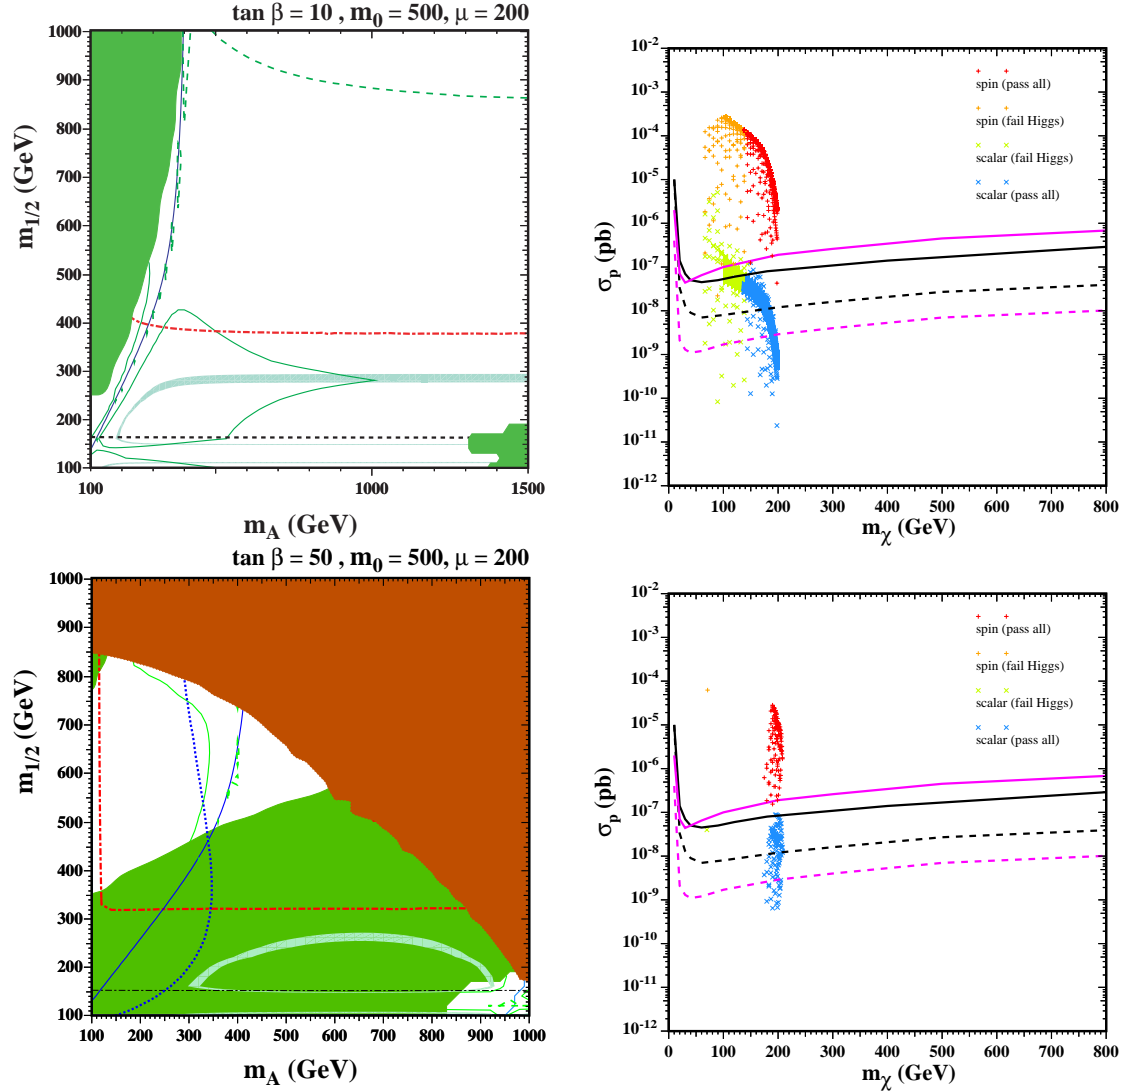 tan β = 10 , m0 = 500, μ = 200
1000
900
800
700
600
500
400
300
200
100
m1/2 (GeV)
100
1000
1500
mA (GeV)
10-2
10-3
10-4
10-5
10-6
10-7
10-8
10-9
10-10
10-11
10-12
σp (pb)
spin (pass all)
spin (fail Higgs)
scalar (fail Higgs)
scalar (pass all)
0 100 200 300 400 500 600 700 800
mχ (GeV)
tan β = 50 , m0 = 500, μ = 200
1000
900
800
700
600
500
400
300
200
100
m1/2 (GeV)
100 200 300 400 500 600 700 800 900 1000
mA (GeV)
10-2
10-3
10-4
10-5
10-6
10-7
10-8
10-9
10-10
10-11
10-12
σp (pb)
spin (pass all)
spin (fail Higgs)
scalar (fail Higgs)
scalar (pass all)
0 100 200 300 400 500 600 700 800
mχ (GeV)